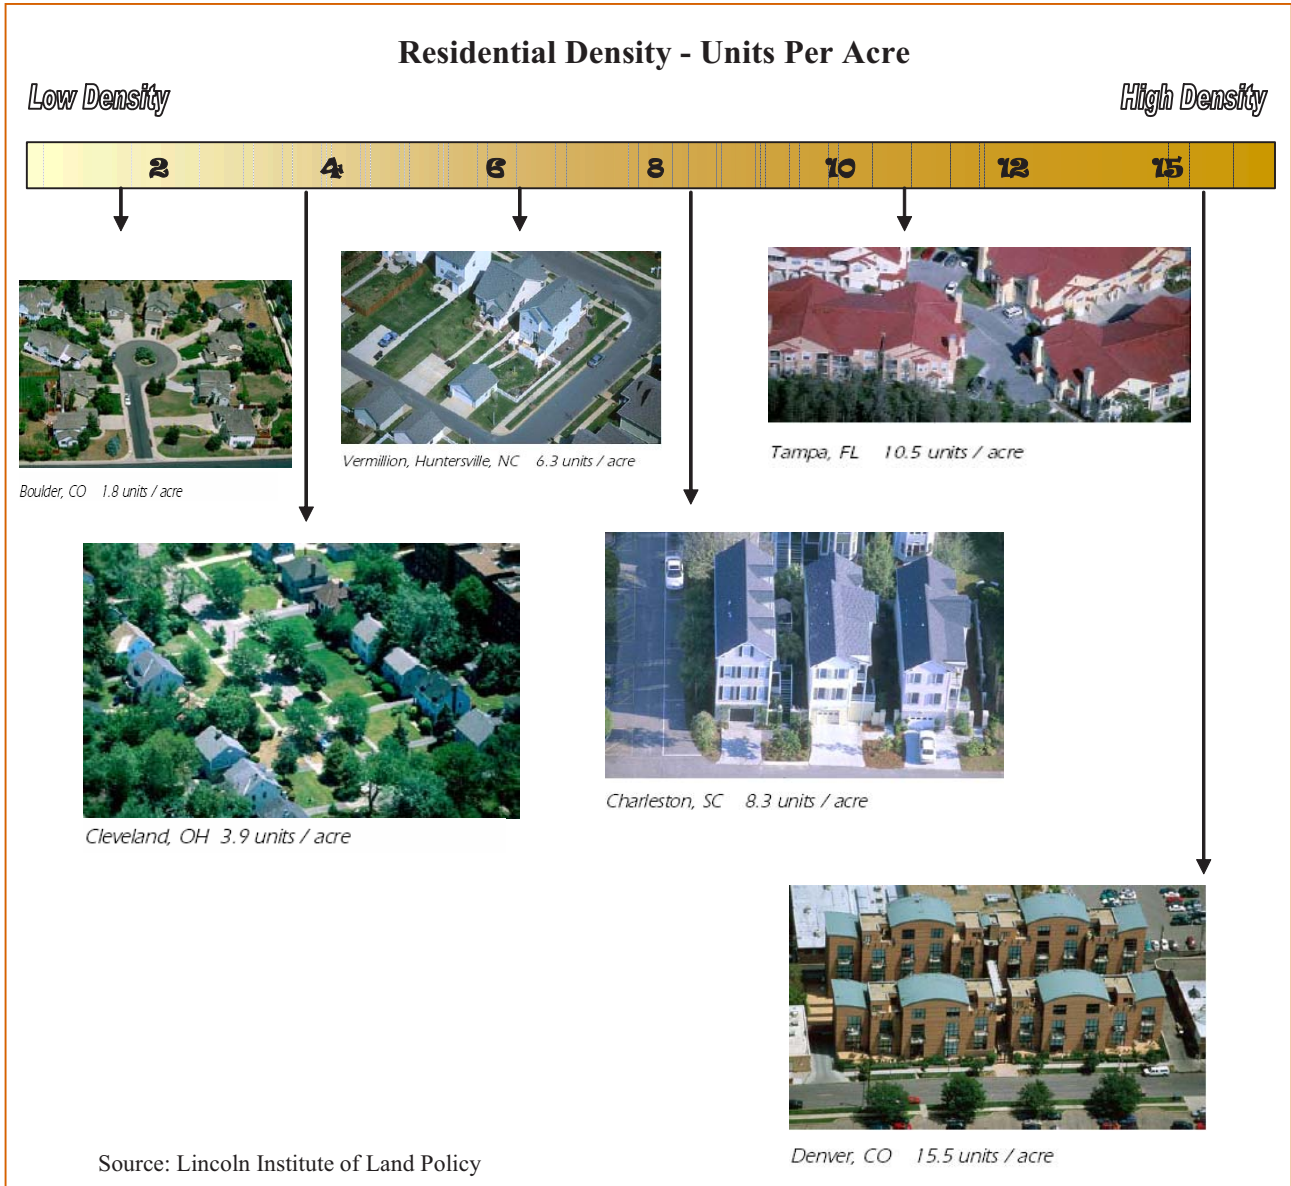 Residential Density - Units Per Acre
Low Density
High Density
2 4 6 8 10 12 15
Boulder, CO 1.8 units / acre
Vermillion, Huntersville, NC 6.3 units / acre
Tampa, FL 10.5 units / acre
Cleveland, OH 3.9 units / acre
Charleston, SC 8.3 units / acre
Denver, CO 15.5 units / acre
Source: Lincoln Institute of Land Policy